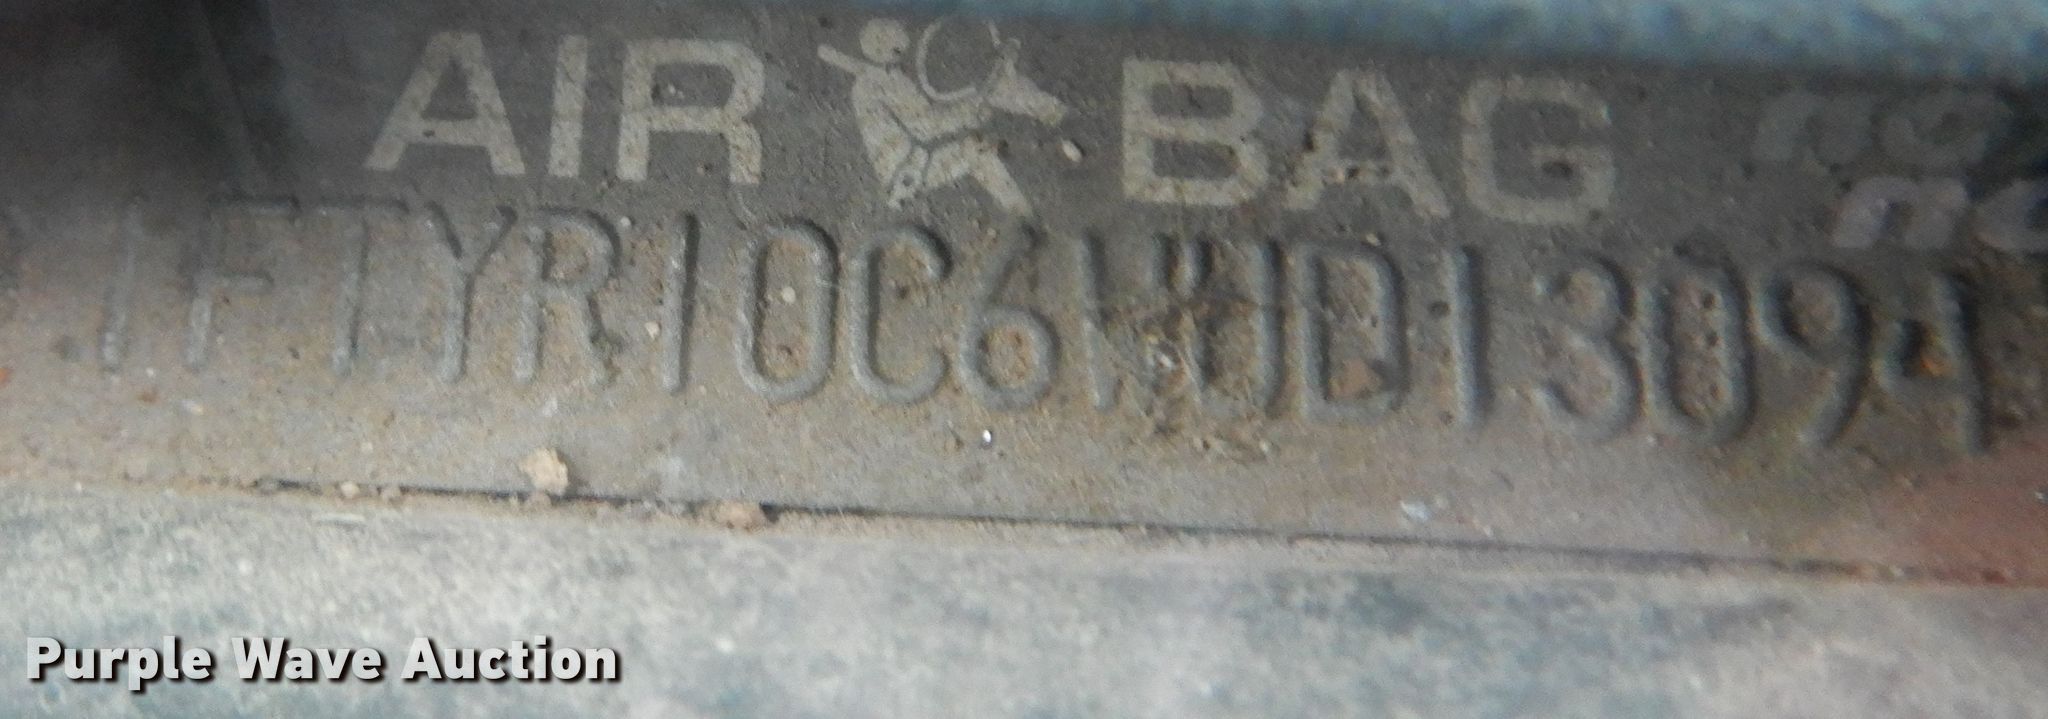 AIR BAG
1FTYR10C6WUD13094
Purple Wave Auction